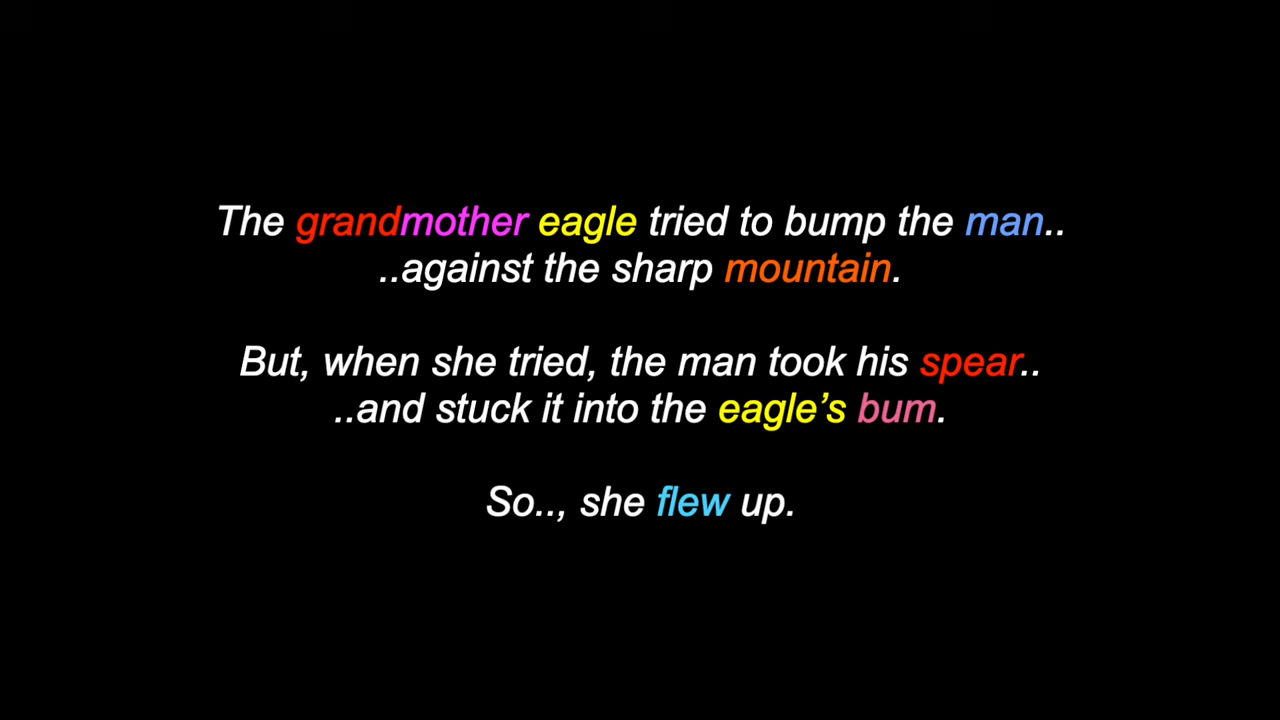 The grandmother eagle tried to bump the man..
..against the sharp mountain.
But, when she tried, the man took his spear..
..and stuck it into the eagle’s bum.
So.., she flew up.